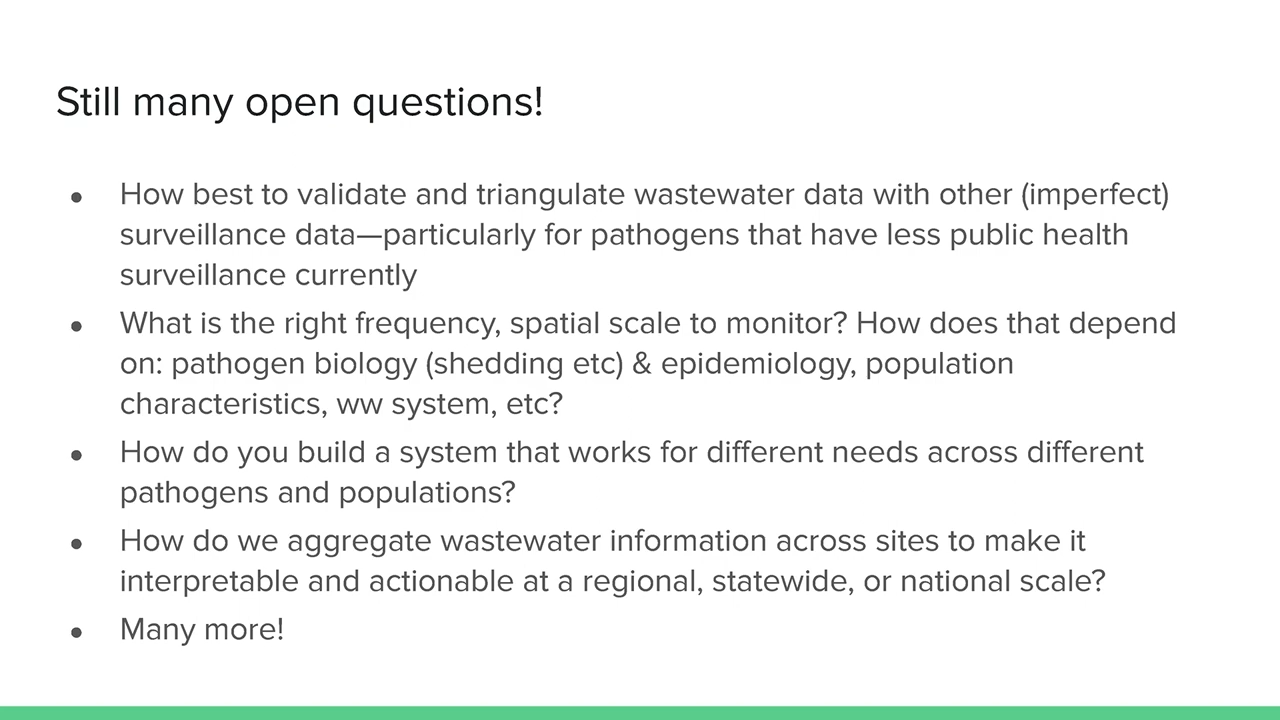 Still many open questions!
● How best to validate and triangulate wastewater data with other (imperfect)
surveillance data—particularly for pathogens that have less public health
surveillance currently
● What is the right frequency, spatial scale to monitor? How does that depend
on: pathogen biology (shedding etc) & epidemiology, population
characteristics, ww system, etc?
● How do you build a system that works for different needs across different
pathogens and populations?
● How do we aggregate wastewater information across sites to make it
interpretable and actionable at a regional, statewide, or national scale?
● Many more!